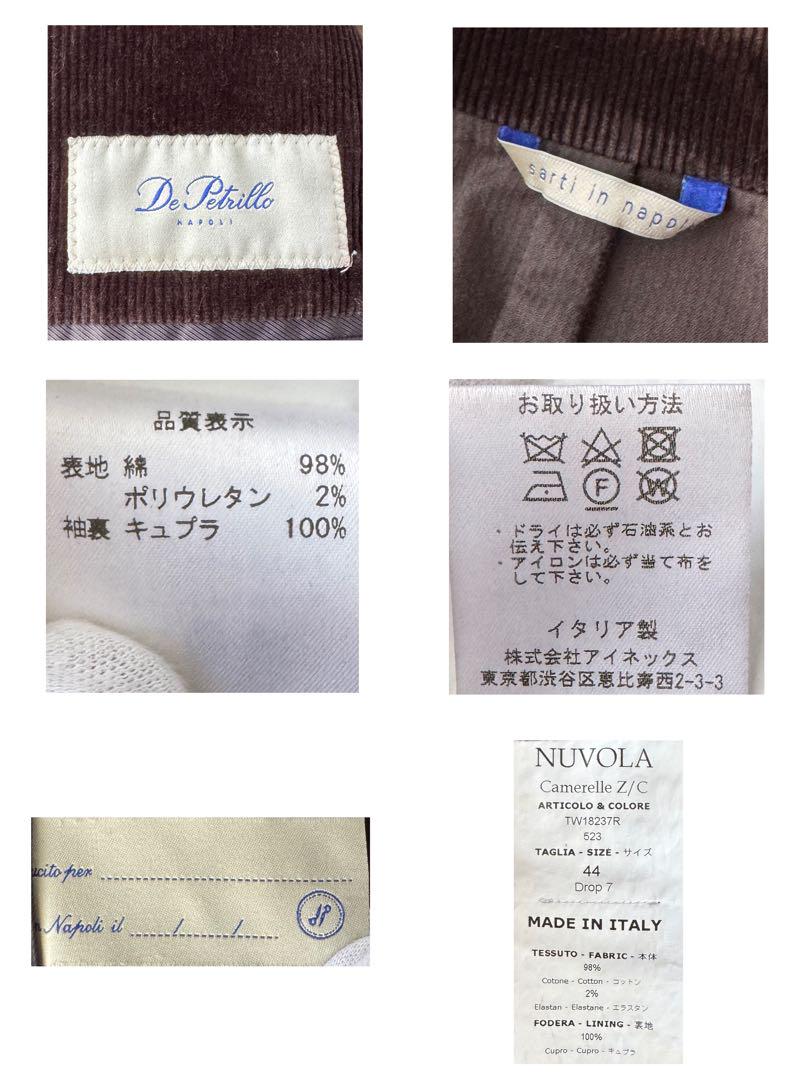 De Petrillo
NAPOLI
sarti in napoli
品質表示
表地 綿 98%
ポリウレタン 2%
袖裏 キュプラ 100%
お取り扱い方法
F
W
・ドライは必ず石油系とお
伝え下さい。
・アイロンは必ず当て布を
して下さい。
イタリア製
株式会社アイネックス
東京都渋谷区恵比寿西2-3-3
ucito per
Napoli il / /
dP
NUVOLA
Camerelle Z/C
ARTICOLO & COLORE
TW18237R
523
TAGLIA - SIZE - サイズ
44
Drop 7
MADE IN ITALY
TESSUTO - FABRIC - 本体
98%
Cotone - Cotton - コットン
2%
Elastan - Elastane - エラスタン
FODERA - LINING - 裏地
100%
Cupro - Cupro - キュプラ